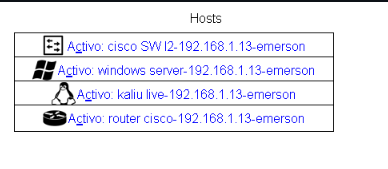 Hosts
Activo: cisco SW l2-192.168.1.13-emerson
Activo: windows server-192.168.1.13-emerson
Activo: kaliu live-192.168.1.13-emerson
Activo: router cisco-192.168.1.13-emerson